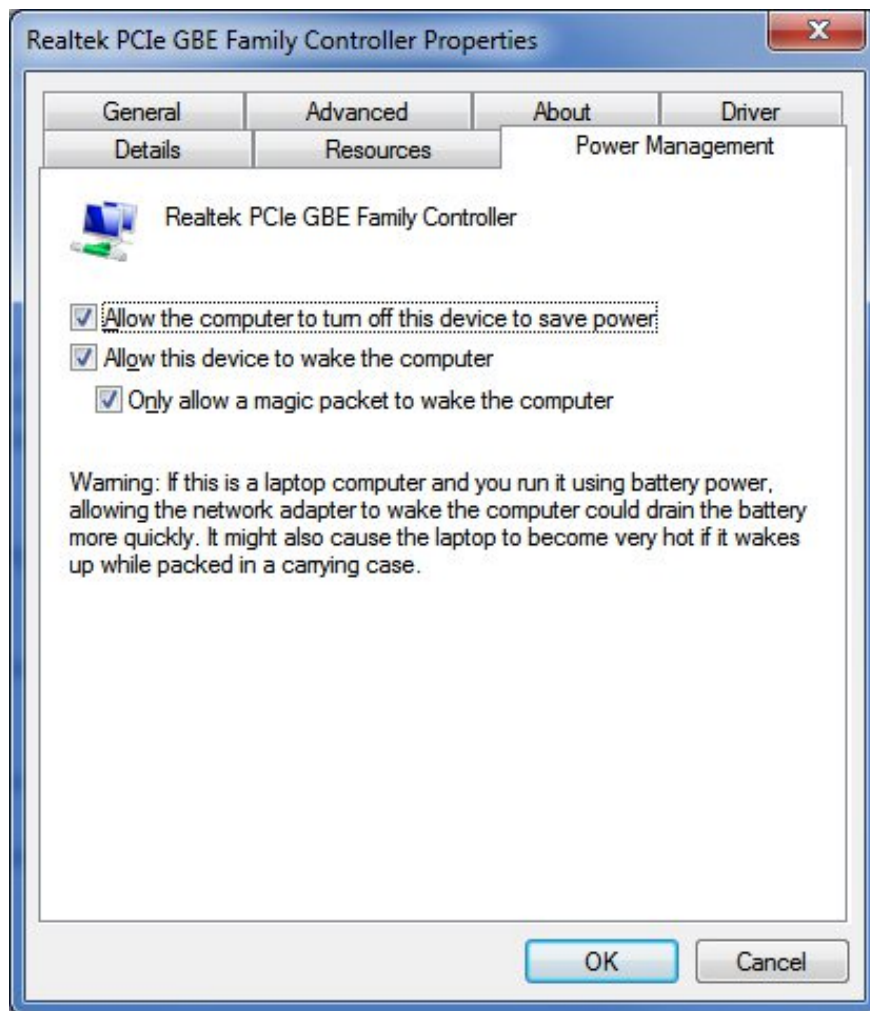 Realtek PCIe GBE Family Controller Properties
General Advanced About Driver
Details Resources Power Management
Realtek PCIe GBE Family Controller
Allow the computer to turn off this device to save power
Allow this device to wake the computer
Only allow a magic packet to wake the computer
Warning: If this is a laptop computer and you run it using battery power,
allowing the network adapter to wake the computer could drain the battery
more quickly. It might also cause the laptop to become very hot if it wakes
up while packed in a carrying case.
OK Cancel